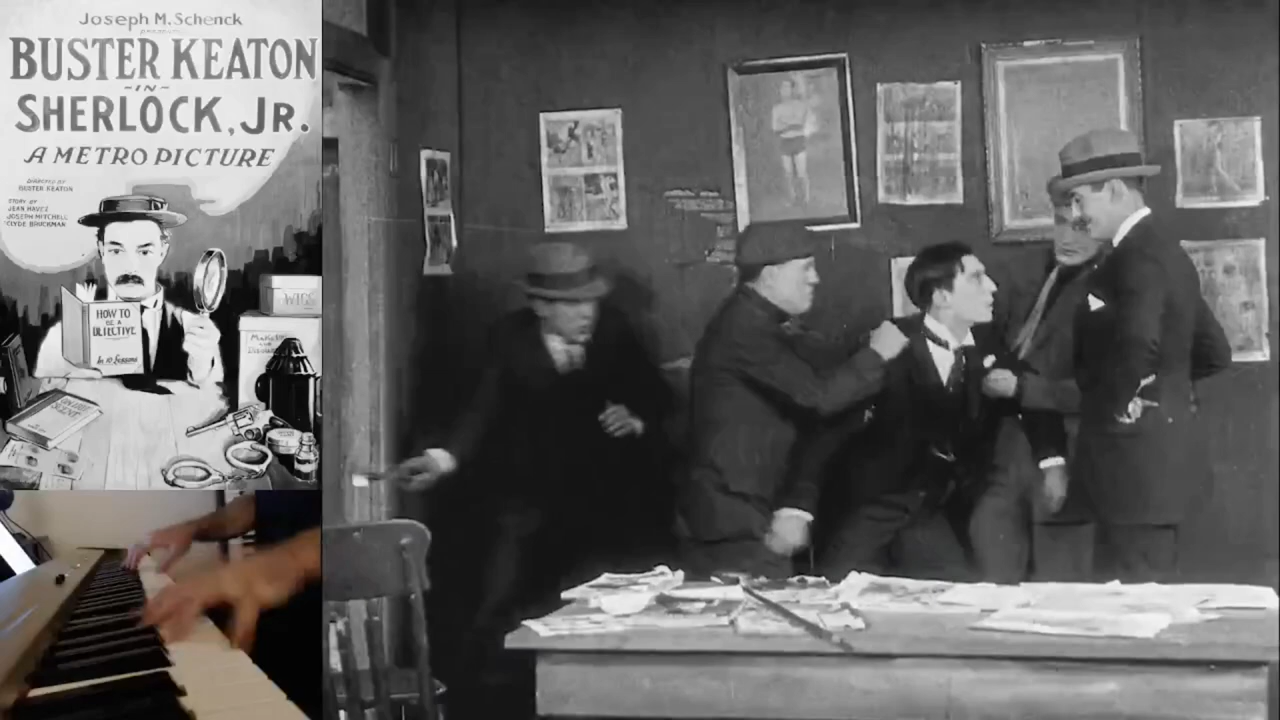 Joseph M. Schenck
BUSTER KEATON
-IN-
SHERLOCK, JR.
A METRO PICTURE
DIRECTED BY
BUSTER KEATON
STORY BY
JEAN HAVEZ
JOSEPH MITCHELL
CLYDE BRUCKMAN
WIGS
HOW TO
BE A
DETECTIVE
In 10 Lessons